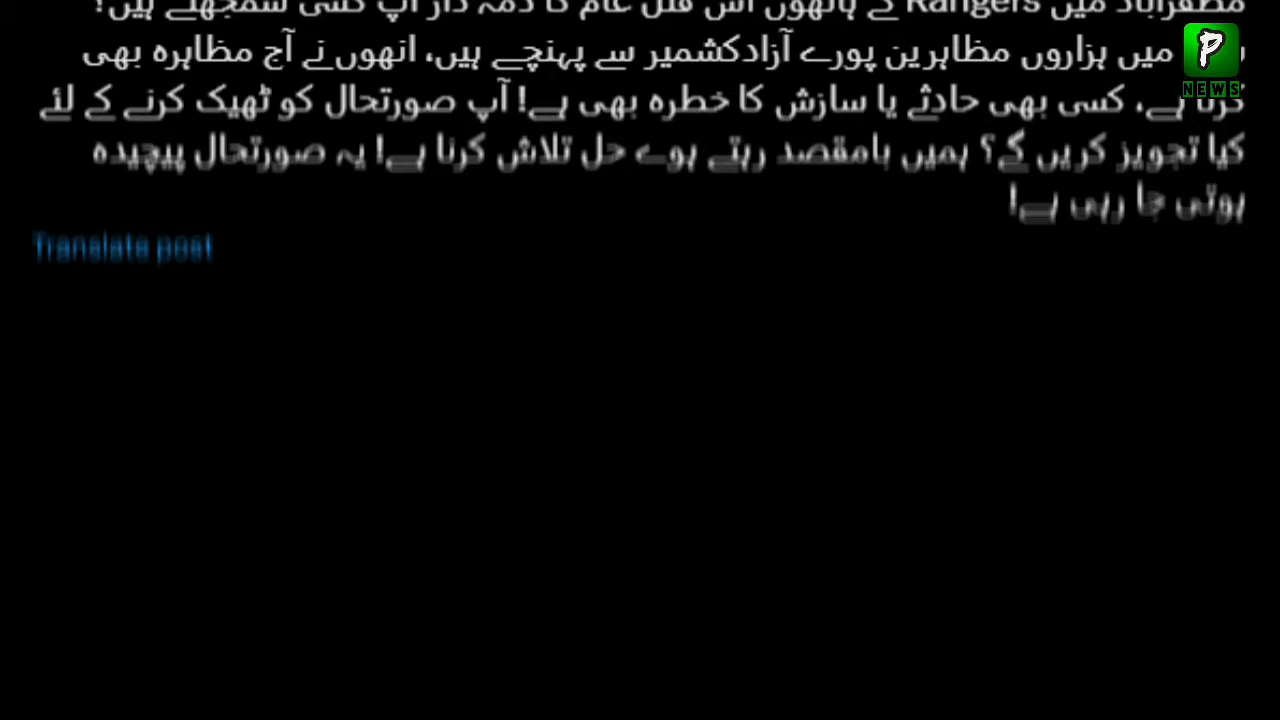 مظفرآباد میں Rangers کے ہاتھوں اس قتل عام کا ذمہ دار آپ کسے سمجھتے ہیں؟
میں ہزاروں مظاہرین پورے آزادکشمیر سے پہنچے ہیں، انھوں نے آج مظاہرہ بھی
کرنا ہے، کسی بھی حادثے یا سازش کا خطرہ بھی ہے! آپ صورتحال کو ٹھیک کرنے کے لئے
کیا تجویز کریں گے؟ ہمیں بامقصد رہتے ہوے حل تلاش کرنا ہے! یہ صورتحال پیچیدہ
ہوتی جا رہی ہے!
Translate post
P
NEWS